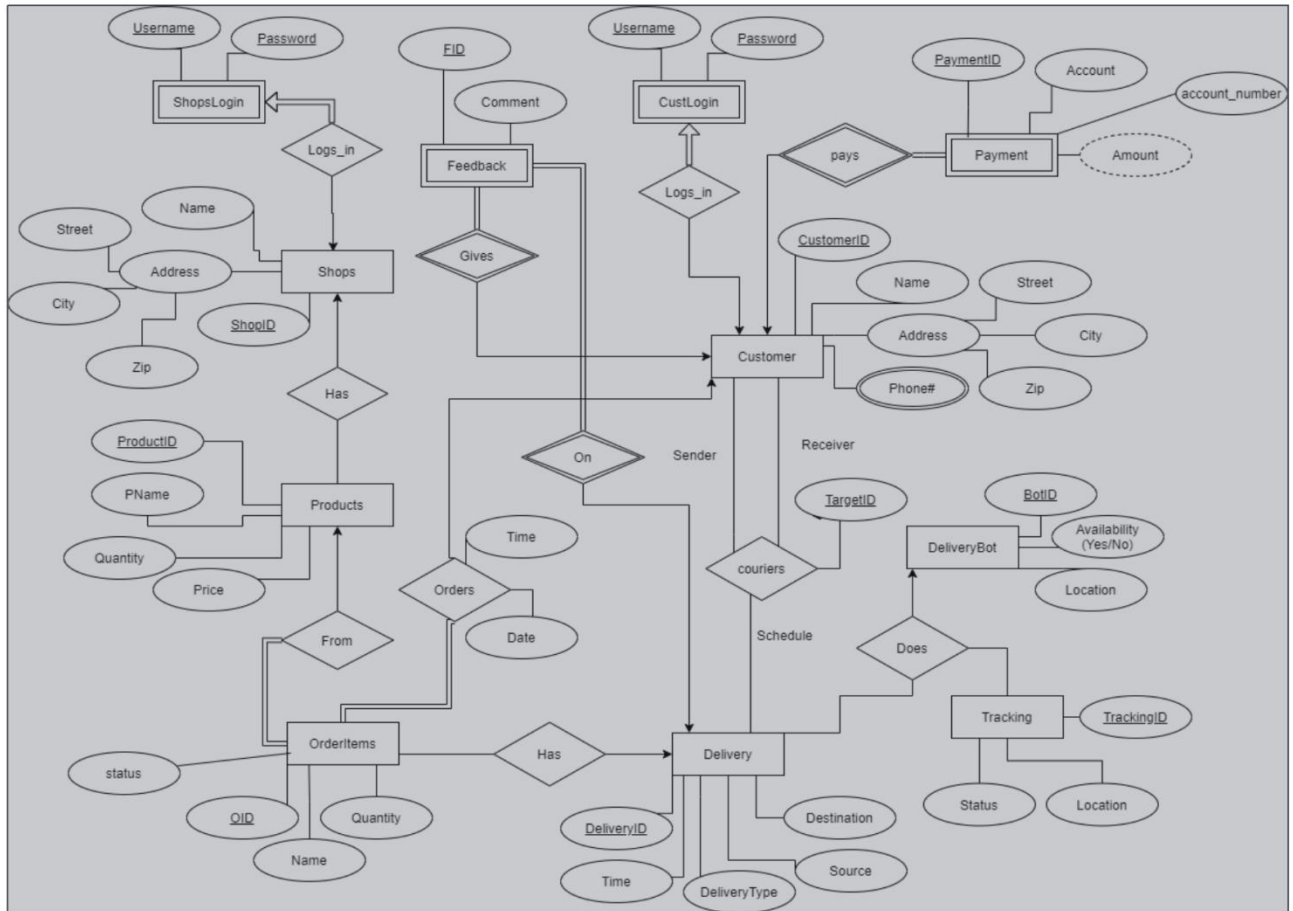 Username
Password
FID
Username
Password
PaymentID
Account
account_number
ShopsLogin
Comment
CustLogin
Logs_in
Feedback
pays
Payment
Amount
Logs_in
Name
Street
Address
Shops
Gives
CustomerID
Name
Street
City
ShopID
Customer
Address
City
Zip
Has
Phone#
Zip
ProductID
Sender
Receiver
On
PName
Products
TargetID
BotID
Availability
(Yes/No)
Time
DeliveryBot
Quantity
couriers
Price
Orders
Location
From
Date
Schedule
Does
OrderItems
Has
Delivery
Tracking
TrackingID
status
OID
Quantity
DeliveryID
Destination
Status
Location
Name
Time
DeliveryType
Source